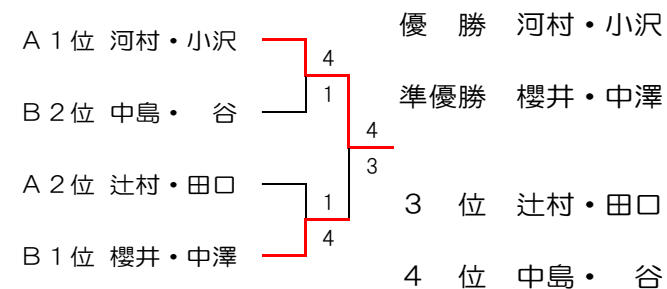 優　勝　河村・小沢
Ａ１位 河村・小沢
4
1
準優勝　櫻井・中澤
Ｂ２位 中島・　谷
4
3
Ａ２位 辻村・田口
1
4
３　位　辻村・田口
Ｂ１位 櫻井・中澤
４　位　中島・　谷